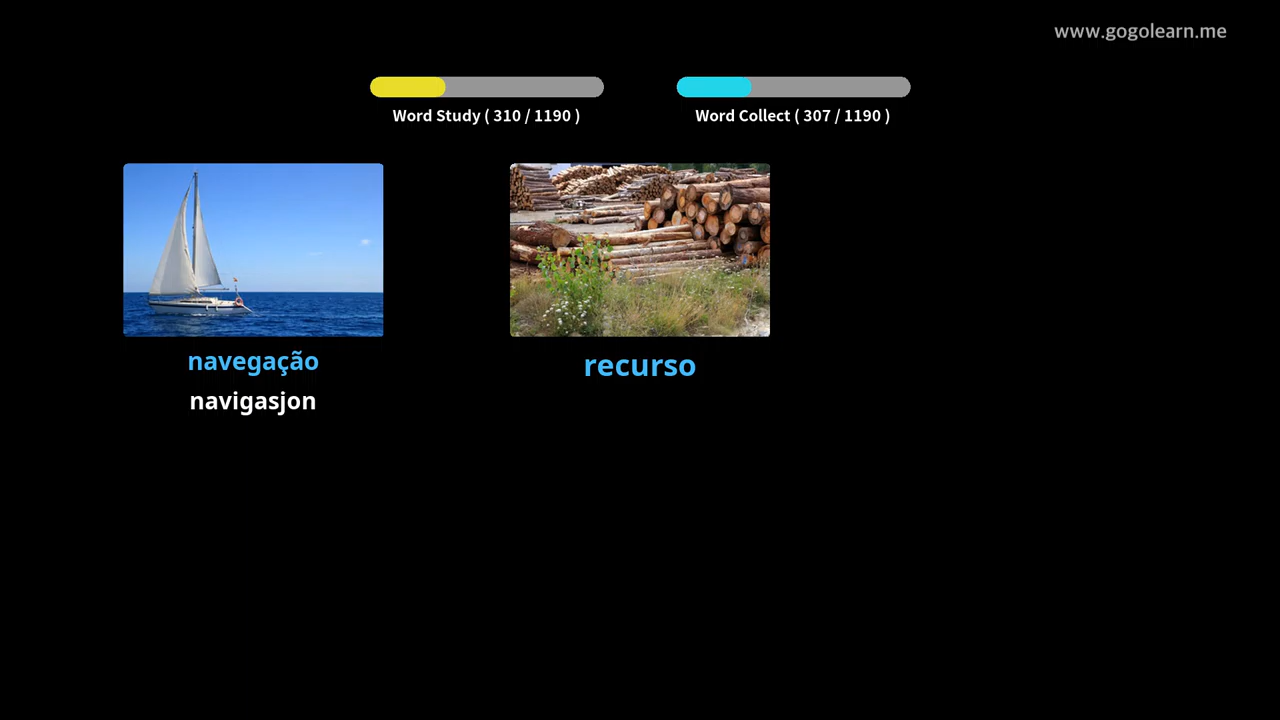 www.gogolearn.me
Word Study ( 310 / 1190 )
Word Collect ( 307 / 1190 )
navegação
navigasjon
recurso